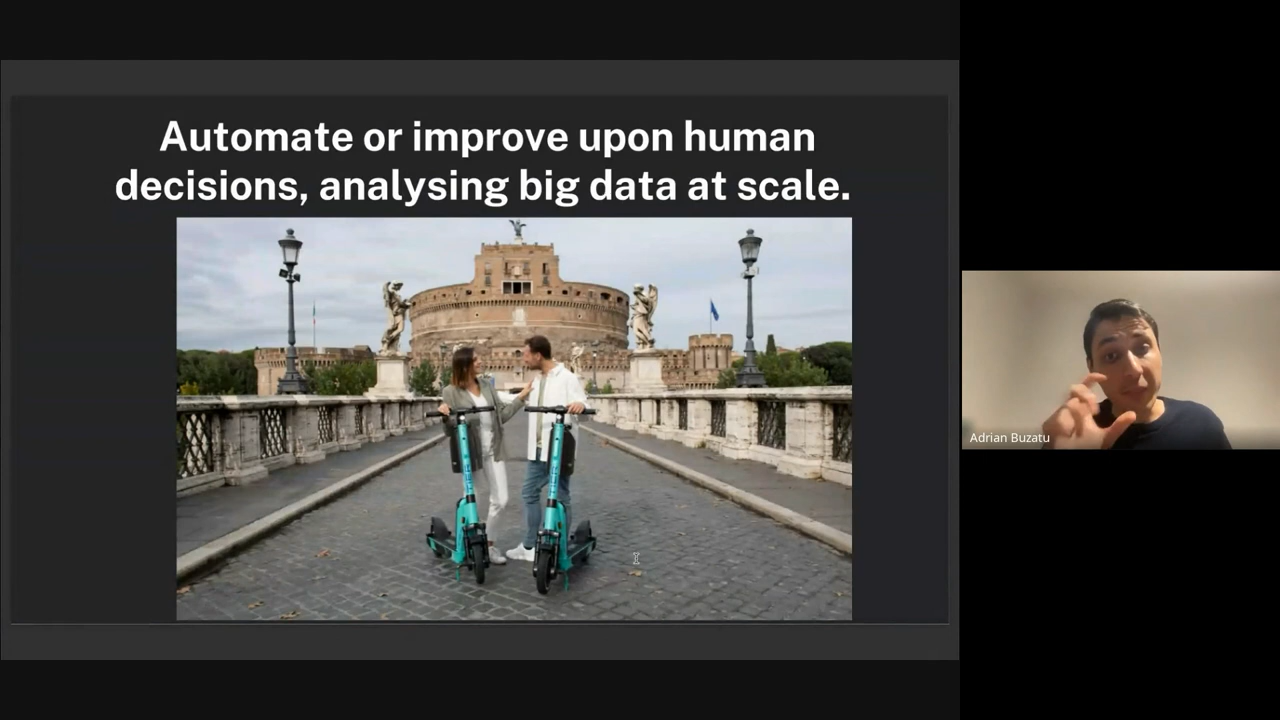 Automate or improve upon human
decisions, analysing big data at scale.
Adrian Buzatu